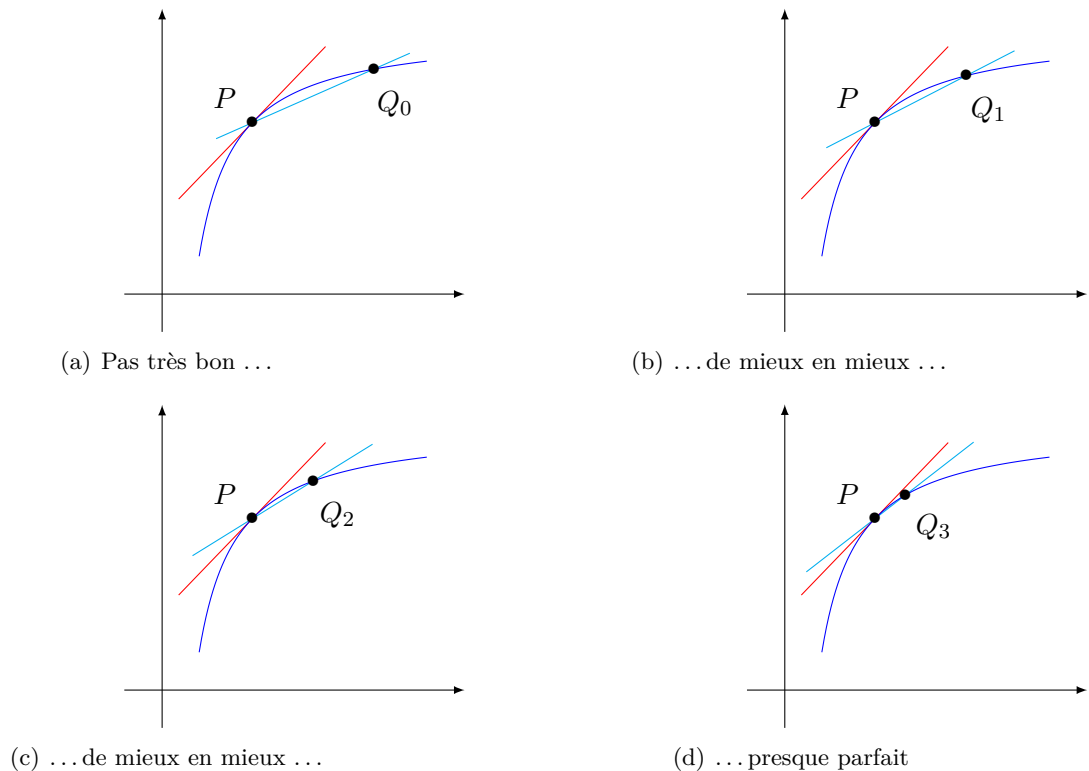 P
Q₀
P
Q₁
(a) Pas très bon ...
(b) ... de mieux en mieux ...
P
Q₂
P
Q₃
(c) ... de mieux en mieux ...
(d) ... presque parfait